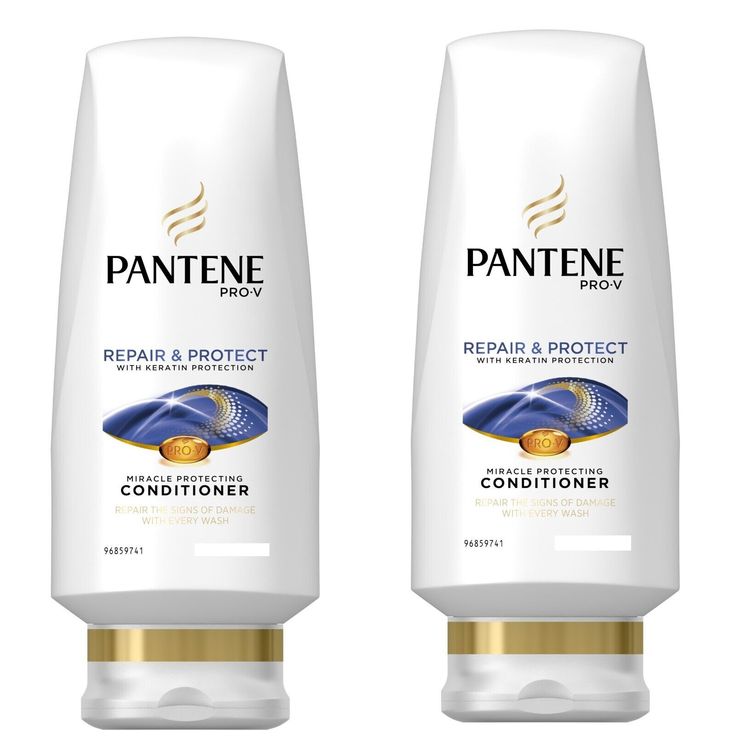 PANTENE
PRO-V
REPAIR & PROTECT
WITH KERATIN PROTECTION
PRO-V
MIRACLE PROTECTING
CONDITIONER
REPAIR THE SIGNS OF DAMAGE
WITH EVERY WASH
96859741
PANTENE
PRO-V
REPAIR & PROTECT
WITH KERATIN PROTECTION
PRO-V
MIRACLE PROTECTING
CONDITIONER
REPAIR THE SIGNS OF DAMAGE
WITH EVERY WASH
96859741